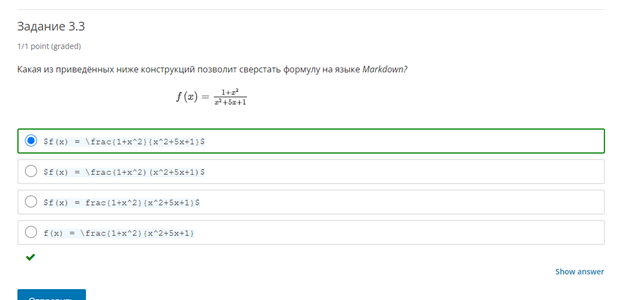 Задание 3.3
1/1 point (graded)
Какая из приведённых ниже конструкций позволит сверстать формулу на языке Markdown?
f(x) = \frac{1+x^2}{x^2+5x+1}
$f(x) = \frac{1+x^2}{x^2+5x+1}$
$f(x) = \frac(1+x^2)(x^2+5x+1)$
$f(x) = frac{1+x^2}{x^2+5x+1}$
f(x) = \frac{1+x^2}{x^2+5x+1}
Show answer